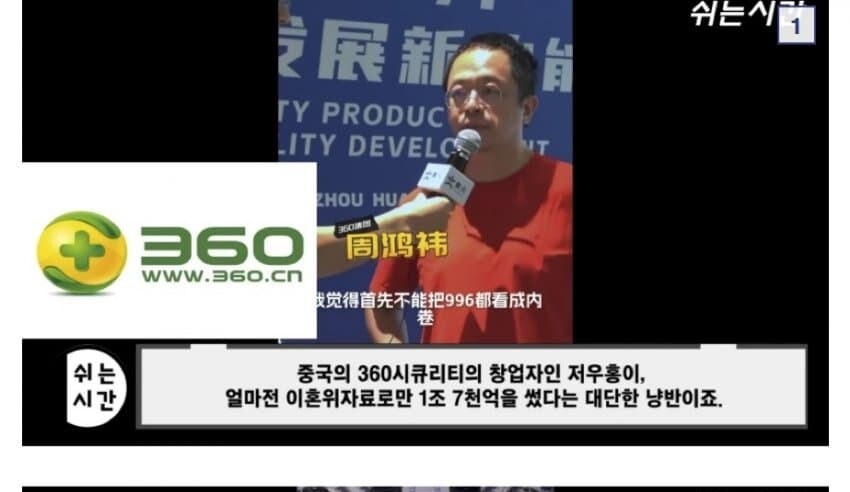 쉬는시간
1
发展新
TY PRODUC
LITY DEVEL MENT
ZHOU HUA
360集团
周鸿祎
360
WWW.360.CN
我觉得首先不能把996都看成内
卷
쉬는
시간
중국의 360시큐리티의 창업자인 저우홍이,
얼마전 이혼위자료로만 1조 7천억을 썼다는 대단한 냥반이죠.